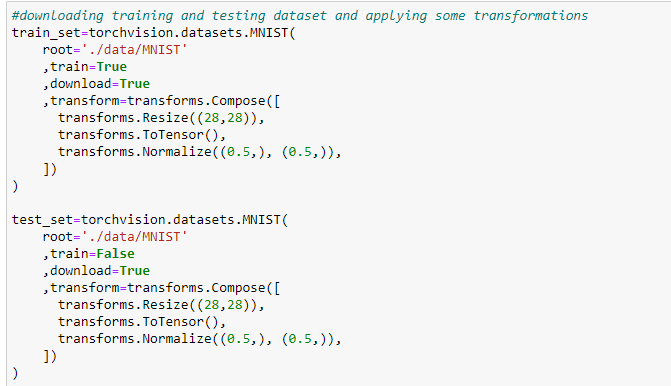 #downloading training and testing dataset and applying some transformations
train_set=torchvision.datasets.MNIST(
    root='./data/MNIST'
    ,train=True
    ,download=True
    ,transform=transforms.Compose([
      transforms.Resize((28,28)),
      transforms.ToTensor(),
      transforms.Normalize((0.5,), (0.5,)),
    ])
)
test_set=torchvision.datasets.MNIST(
    root='./data/MNIST'
    ,train=False
    ,download=True
    ,transform=transforms.Compose([
      transforms.Resize((28,28)),
      transforms.ToTensor(),
      transforms.Normalize((0.5,), (0.5,)),
    ])
)